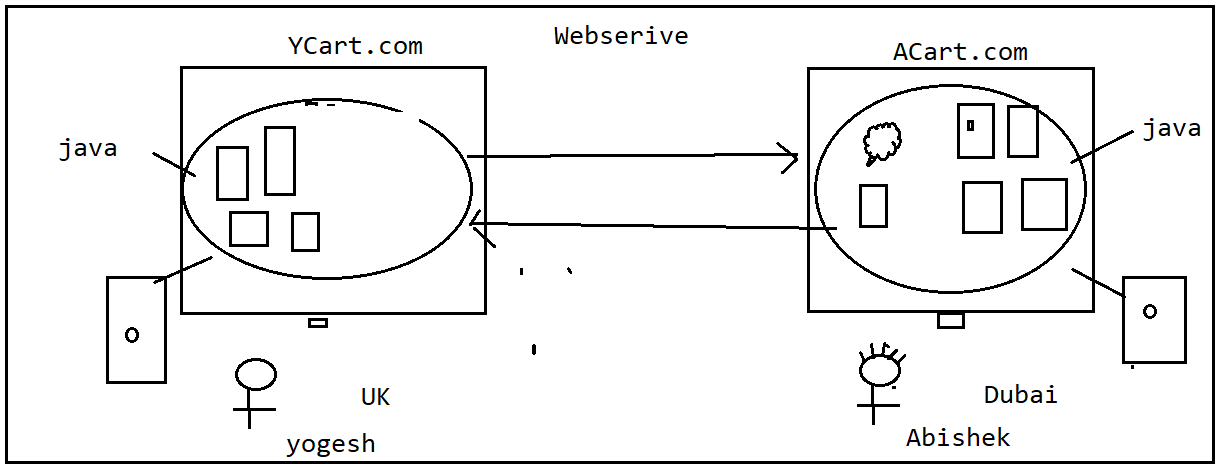 Webserive
YCart.com
ACart.com
java
java
UK
yogesh
Dubai
Abishek